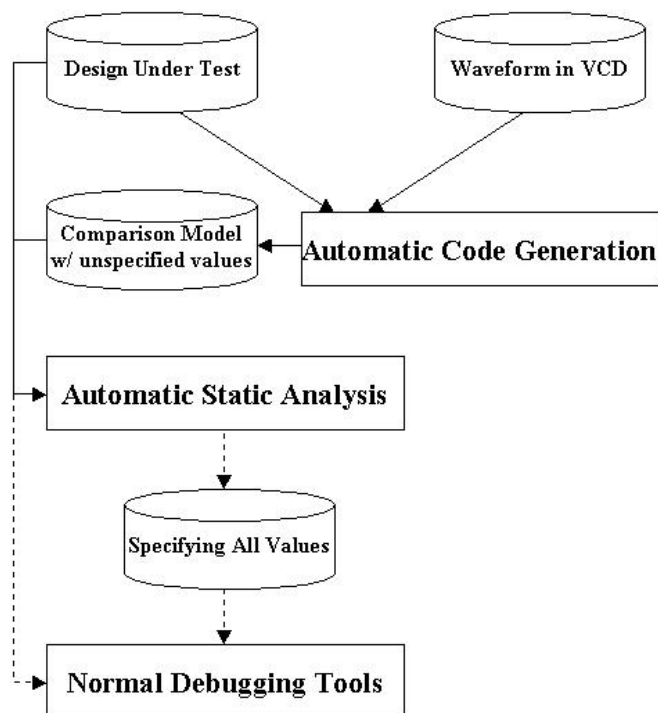 Design Under Test
Waveform in VCD
Comparison Model
w/ unspecified values
Automatic Code Generation
Automatic Static Analysis
Specifying All Values
Normal Debugging Tools